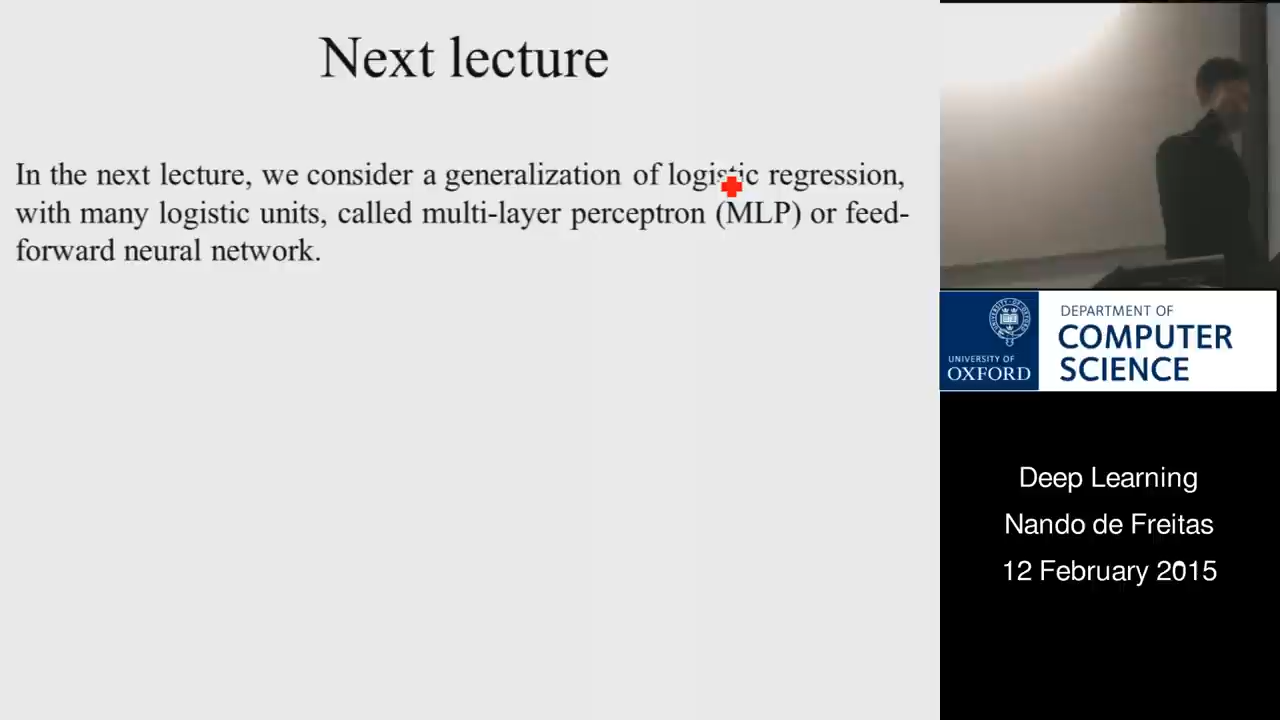 Next lecture
In the next lecture, we consider a generalization of logistic regression,
with many logistic units, called multi-layer perceptron (MLP) or feed-
forward neural network.
UNIVERSITY OF
OXFORD
DEPARTMENT OF
COMPUTER
SCIENCE
Deep Learning
Nando de Freitas
12 February 2015